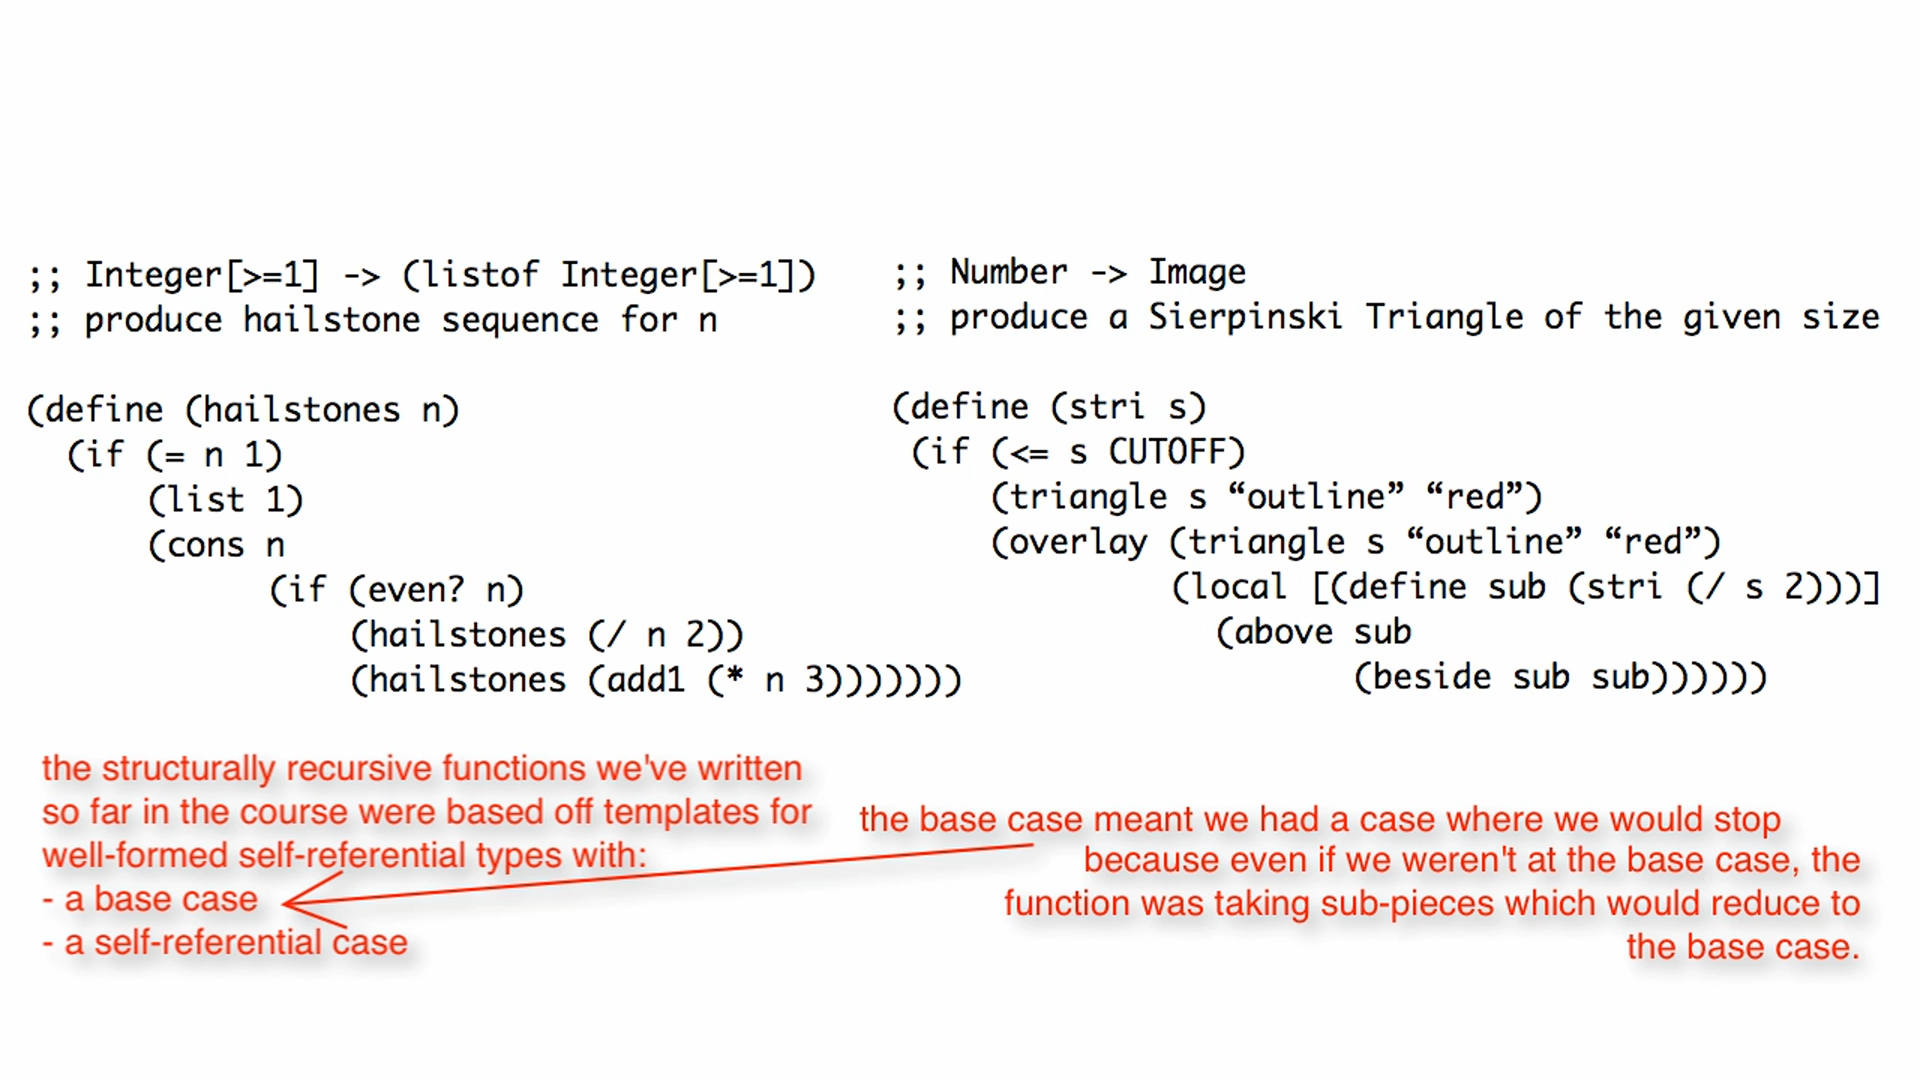 ;; Integer[>=1] -> (listof Integer[>=1])
;; produce hailstone sequence for n
(define (hailstones n)
(if (= n 1)
(list 1)
(cons n
(if (even? n)
(hailstones (/ n 2))
(hailstones (add1 (* n 3)))))))
;; Number -> Image
;; produce a Sierpinski Triangle of the given size
(define (stri s)
(if (<= s CUTOFF)
(triangle s “outline” “red”)
(overlay (triangle s “outline” “red”)
(local [(define sub (stri (/ s 2)))]
(above sub
(beside sub sub))))))
the structurally recursive functions we've written
so far in the course were based off templates for
well-formed self-referential types with:
- a base case
- a self-referential case
the base case meant we had a case where we would stop
because even if we weren't at the base case, the
function was taking sub-pieces which would reduce to
the base case.